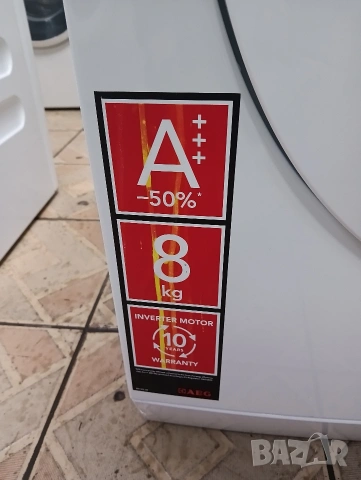 A+++
-50%*
8
kg
INVERTER MOTOR
10
YEARS
WARRANTY
AEG
BAZAR